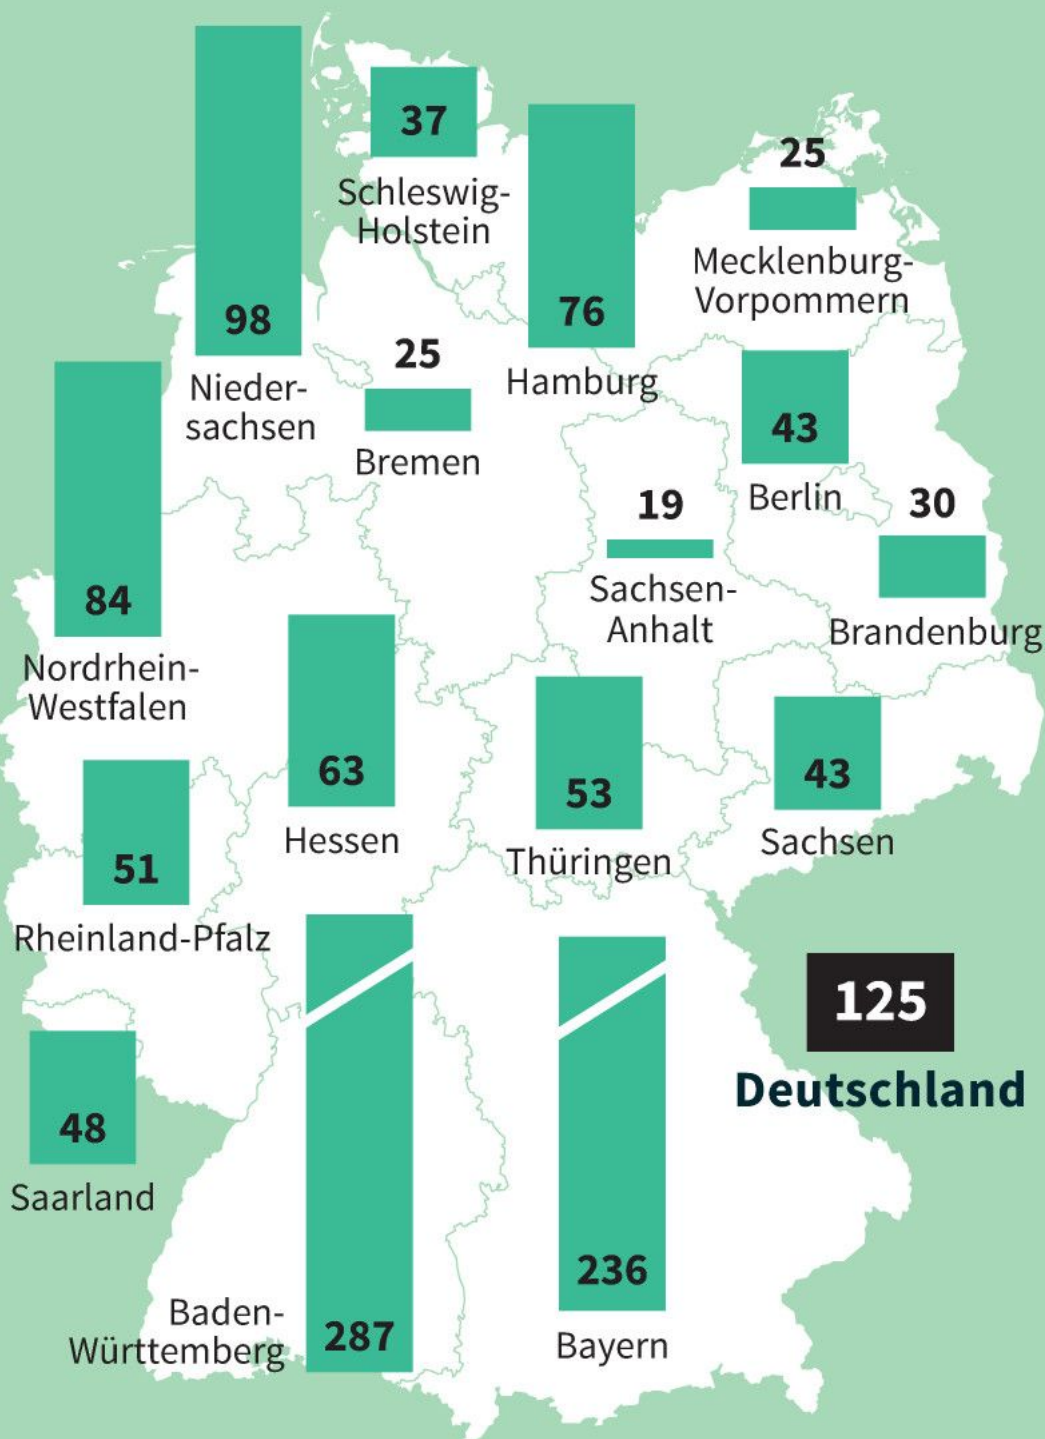 37
Schleswig-
Holstein
25
Mecklenburg-
Vorpommern
98
Nieder-
sachsen
76
Hamburg
25
Bremen
43
Berlin
19
Sachsen-
Anhalt
30
Brandenburg
84
Nordrhein-
Westfalen
63
Hessen
53
Thüringen
43
Sachsen
51
Rheinland-Pfalz
125
Deutschland
48
Saarland
287
Baden-
Württemberg
236
Bayern